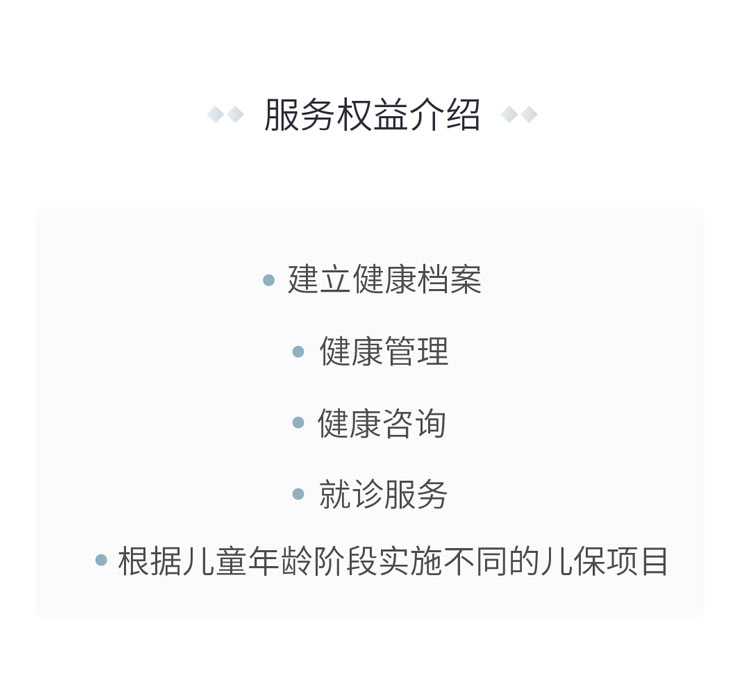 服务权益介绍
建立健康档案
健康管理
健康咨询
就诊服务
根据儿童年龄阶段实施不同的儿保项目